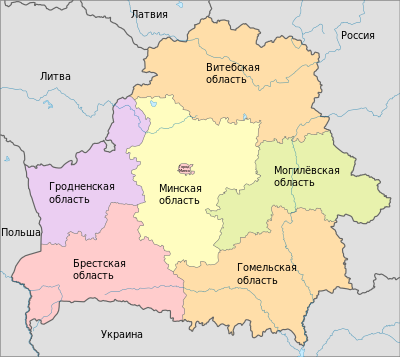 Латвия
Россия
Литва
Витебская
область
Могилёвская
область
Гродненская
область
Минская
область
Польша
Брестская
область
Гомельская
область
Украина